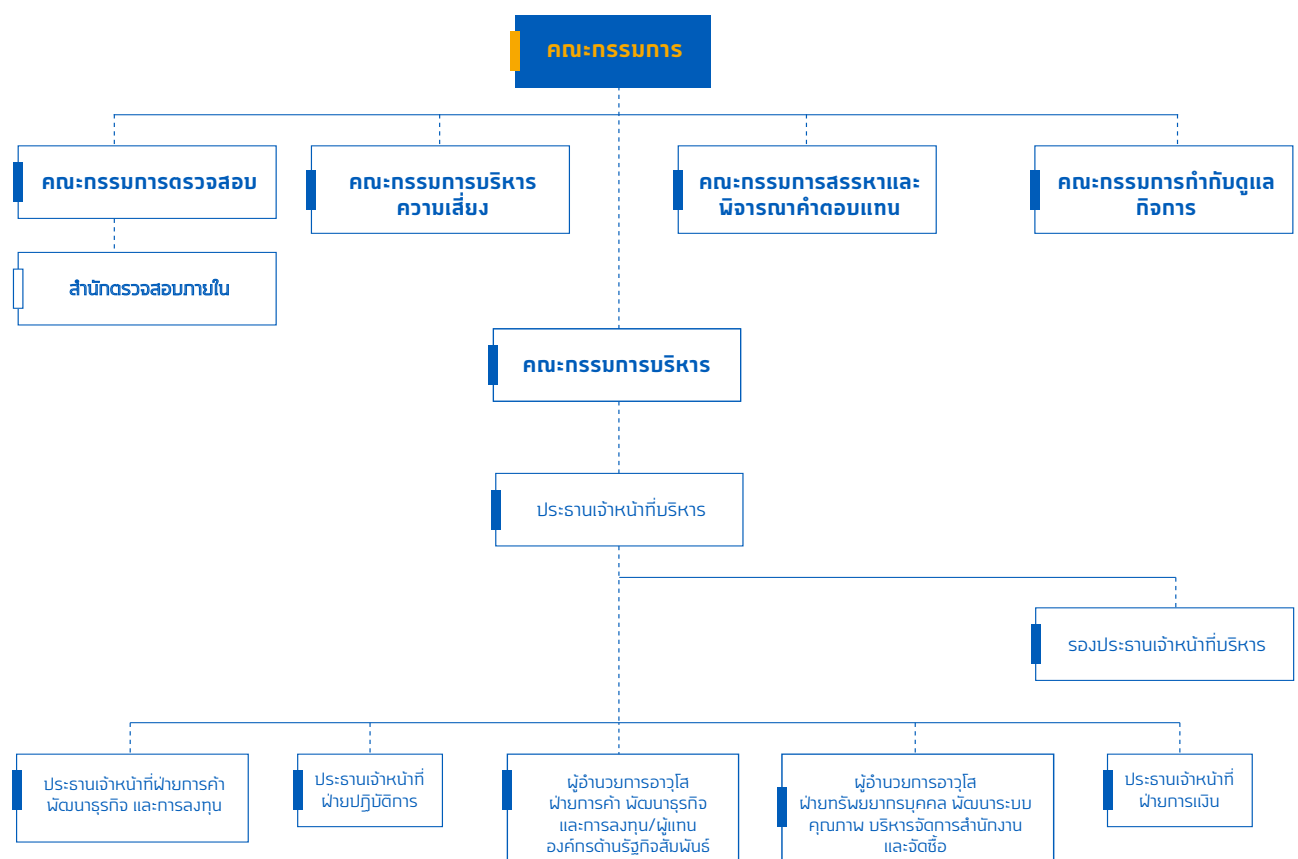 คณะกรรมการ
คณะกรรมการตรวจสอบ
คณะกรรมการบริหาร
ความเสี่ยง
คณะกรรมการสรรหาและ
พิจารณาค่าตอบแทน
คณะกรรมการกำกับดูแล
กิจการ
สำนักตรวจสอบภายใน
คณะกรรมการบริหาร
ประธานเจ้าหน้าที่บริหาร
รองประธานเจ้าหน้าที่บริหาร
ประธานเจ้าหน้าที่ฝ่ายการค้า
พัฒนาธุรกิจ และการลงทุน
ประธานเจ้าหน้าที่
ฝ่ายปฏิบัติการ
ผู้อำนวยการอาวุโส
ฝ่ายการค้า พัฒนาธุรกิจ
และการลงทุน/ผู้แทน
องค์กรด้านรัฐกิจสัมพันธ์
ผู้อำนวยการอาวุโส
ฝ่ายทรัพยยากรบุคคล พัฒนาระบบ
คุณภาพ บริหารจัดการสำนักงาน
และจัดซื้อ
ประธานเจ้าหน้าที่
ฝ่ายการเงิน